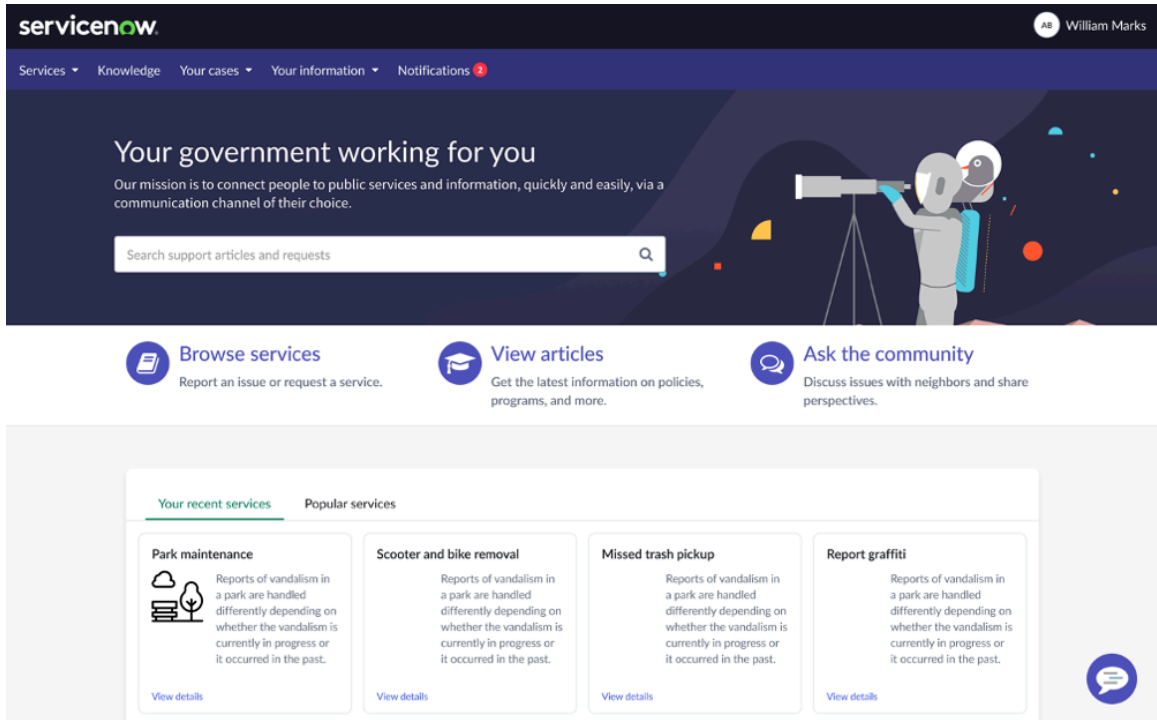 servicenow.
AB William Marks
Services Knowledge Your cases Your information Notifications 2
Your government working for you
Our mission is to connect people to public services and information, quickly and easily, via a
communication channel of their choice.
Search support articles and requests
Browse services
Report an issue or request a service.
View articles
Get the latest information on policies,
programs, and more.
Ask the community
Discuss issues with neighbors and share
perspectives.
Your recent services Popular services
Park maintenance
Reports of vandalism in
a park are handled
differently depending on
whether the vandalism is
currently in progress or
it occurred in the past.
View details
Scooter and bike removal
Reports of vandalism in
a park are handled
differently depending on
whether the vandalism is
currently in progress or
it occurred in the past.
View details
Missed trash pickup
Reports of vandalism in
a park are handled
differently depending on
whether the vandalism is
currently in progress or
it occurred in the past.
View details
Report graffiti
Reports of vandalism in
a park are handled
differently depending on
whether the vandalism is
currently in progress or
it occurred in the past.
View details